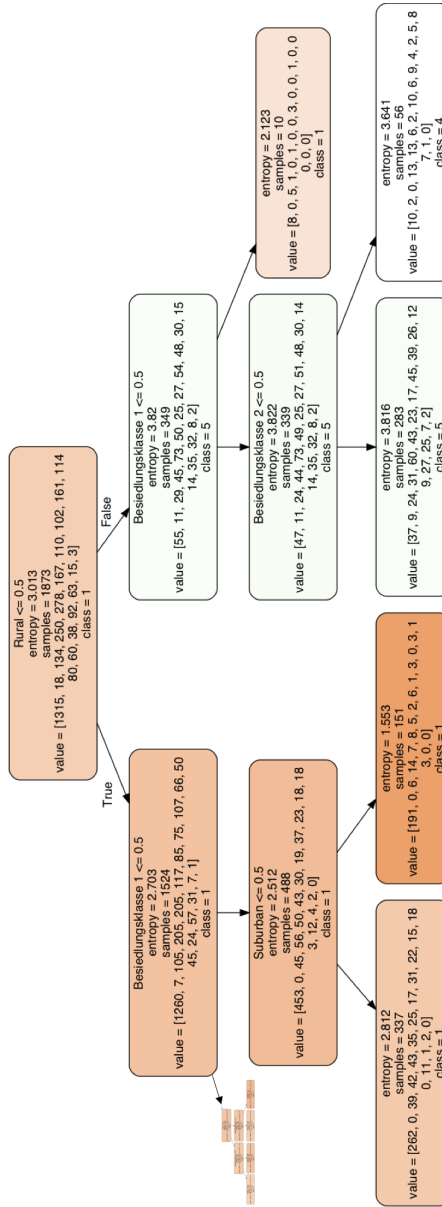 Rural <= 0.5
entropy = 3.013
samples = 1873
value = [1315, 18, 134, 250, 278, 167, 110, 102, 161, 114
80, 60, 38, 92, 63, 15, 3]
class = 1
True
False
Besiedlungsklasse 1 <= 0.5
entropy = 2.703
samples = 1524
value = [1260, 7, 105, 205, 205, 117, 85, 75, 107, 66, 50
45, 24, 57, 31, 7, 1]
class = 1
Besiedlungsklasse 1 <= 0.5
entropy = 3.82
samples = 349
value = [55, 11, 29, 45, 73, 50, 25, 27, 54, 48, 30, 15
14, 35, 32, 8, 2]
class = 5
Suburban <= 0.5
entropy = 2.512
samples = 488
value = [453, 0, 45, 56, 50, 43, 30, 19, 37, 23, 18, 18
3, 12, 4, 2, 0]
class = 1
Besiedlungsklasse 2 <= 0.5
entropy = 3.822
samples = 339
value = [47, 11, 24, 44, 73, 49, 25, 27, 51, 48, 30, 14
14, 35, 32, 8, 2]
class = 5
entropy = 2.123
samples = 10
value = [8, 0, 5, 1, 0, 1, 0, 0, 3, 0, 0, 1, 0, 0
0, 0, 0]
class = 1
entropy = 2.812
samples = 337
value = [262, 0, 39, 42, 43, 35, 25, 17, 31, 22, 15, 18
0, 11, 1, 2, 0]
class = 1
entropy = 1.553
samples = 151
value = [191, 0, 6, 14, 7, 8, 5, 2, 6, 1, 3, 0, 3, 1
3, 0, 0]
class = 1
entropy = 3.816
samples = 283
value = [37, 9, 24, 31, 60, 43, 23, 17, 45, 39, 26, 12
9, 27, 25, 7, 2]
class = 5
entropy = 3.641
samples = 56
value = [10, 2, 0, 13, 13, 6, 2, 10, 6, 9, 4, 2, 5, 8
7, 1, 0]
class = 4